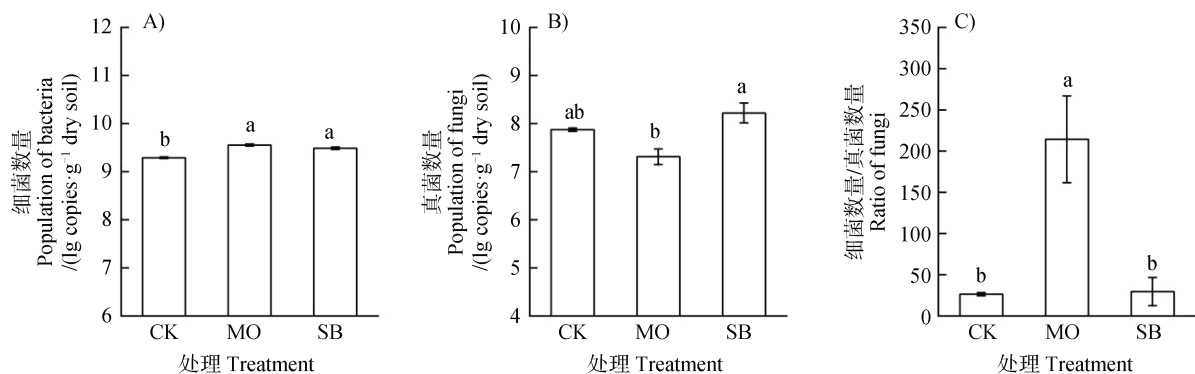 A)
细菌数量
Population of bacteria
/(lg copies·g⁻¹ dry soil)
12
11
10
9
8
7
6
b
a
a
CK
MO
SB
处理 Treatment
B)
真菌数量
Population of fungi
/(lg copies·g⁻¹ dry soil)
10
9
8
7
6
5
4
ab
b
a
CK
MO
SB
处理 Treatment
C)
细菌数量/真菌数量
Ratio of fungi
350
300
250
200
150
100
50
0
b
a
b
CK
MO
SB
处理 Treatment